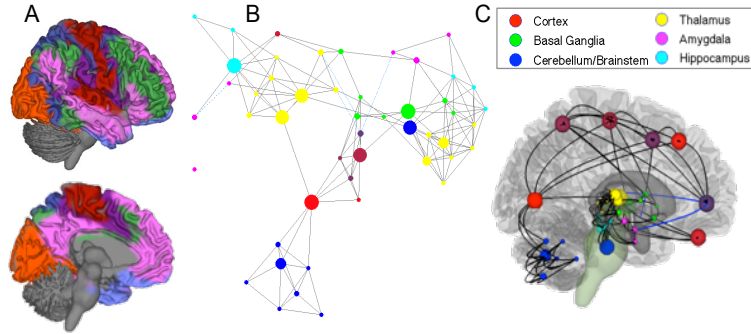 A
B
C
Cortex
Basal Ganglia
Cerebellum/Brainstem
Thalamus
Amygdala
Hippocampus